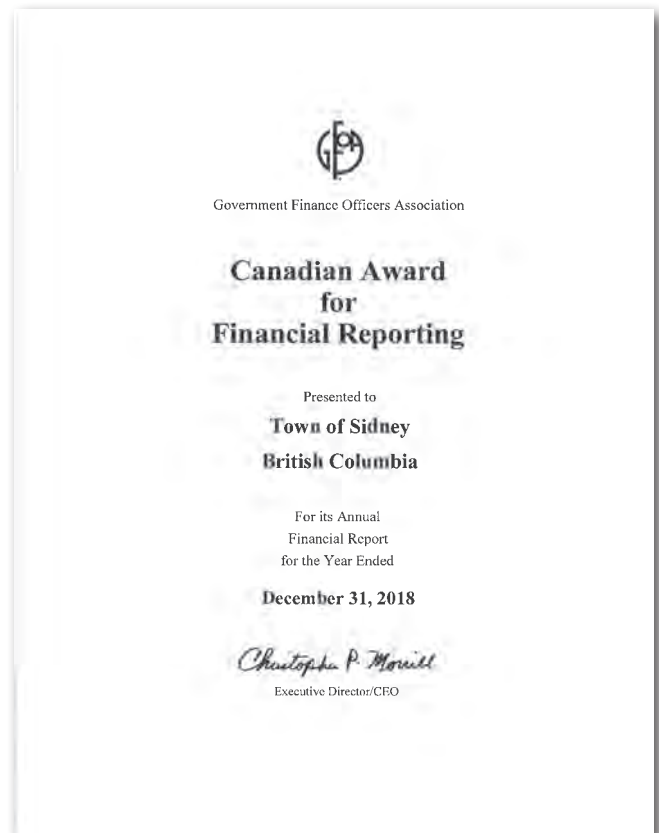 GFOA
Government Finance Officers Association
Canadian Award
for
Financial Reporting
Presented to
Town of Sidney
British Columbia
For its Annual
Financial Report
for the Year Ended
December 31, 2018
Christopher P. Morrill
Executive Director/CEO